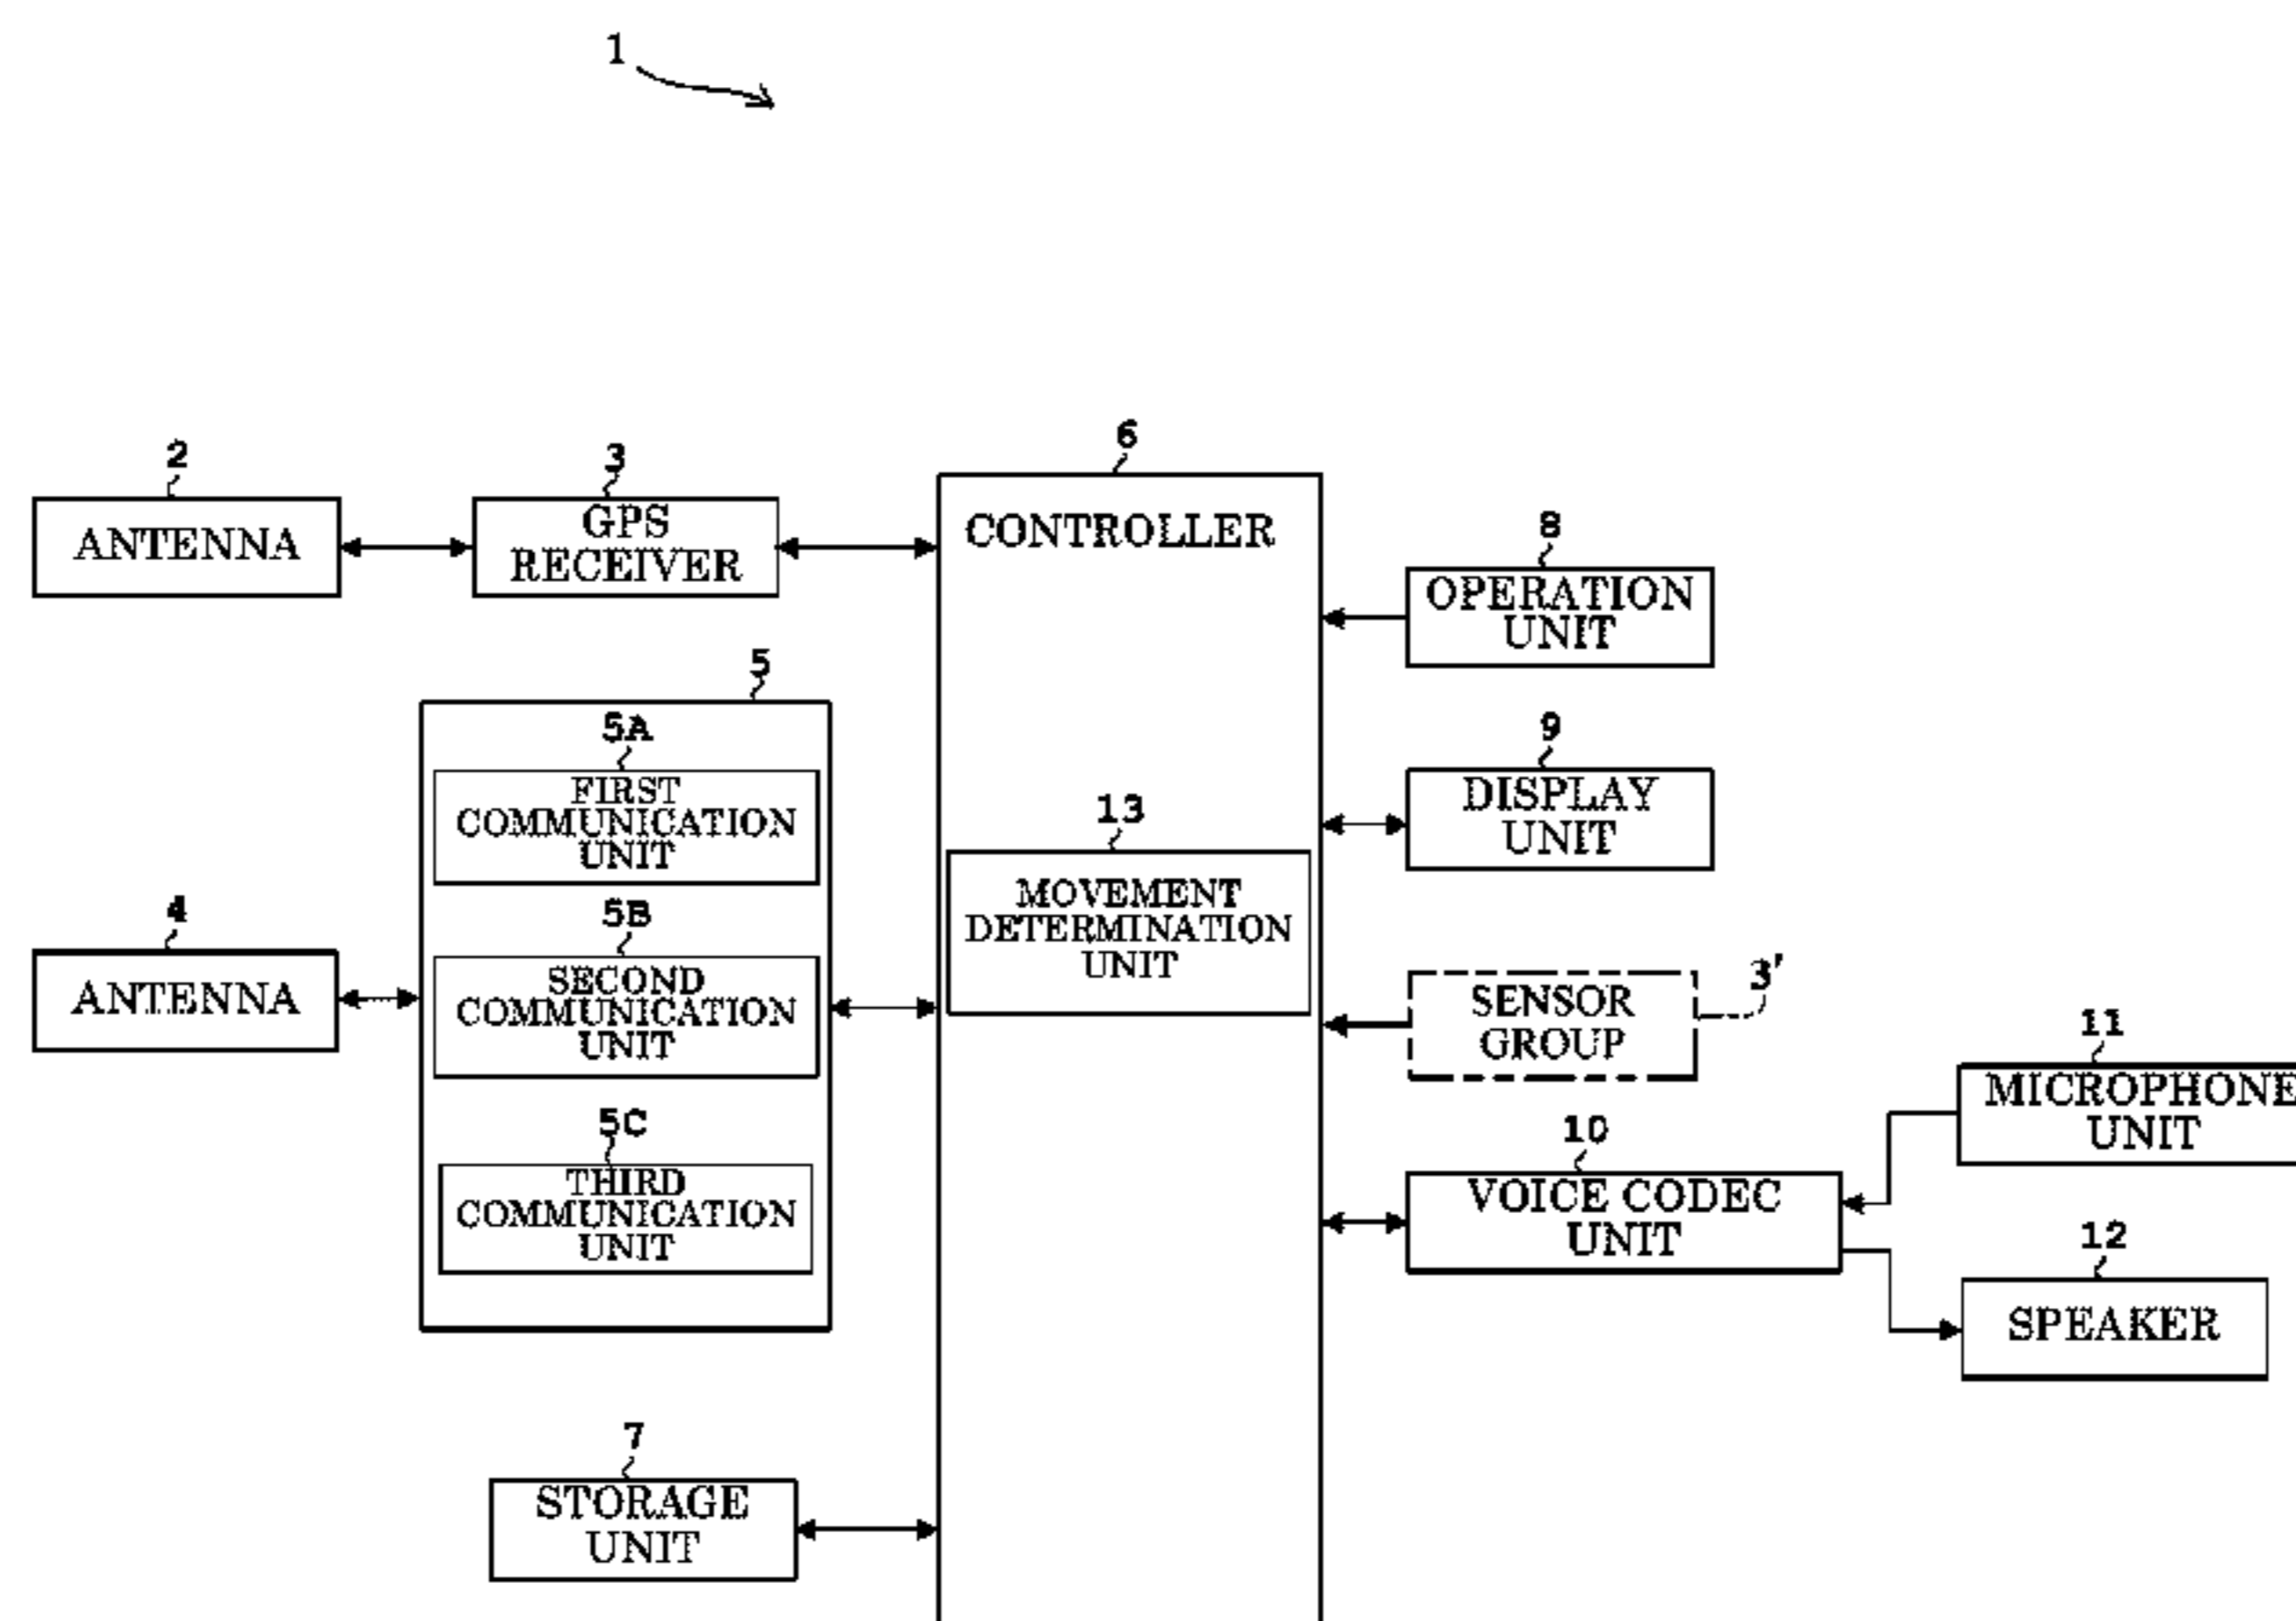 1
2
ANTENNA
3
GPS
RECEIVER
6
CONTROLLER
8
OPERATION
UNIT
5
5A
FIRST
COMMUNICATION
UNIT
9
DISPLAY
UNIT
13
MOVEMENT
DETERMINATION
UNIT
4
ANTENNA
5B
SECOND
COMMUNICATION
UNIT
3'
SENSOR
GROUP
11
MICROPHONE
UNIT
5C
THIRD
COMMUNICATION
UNIT
10
VOICE CODEC
UNIT
12
SPEAKER
7
STORAGE
UNIT